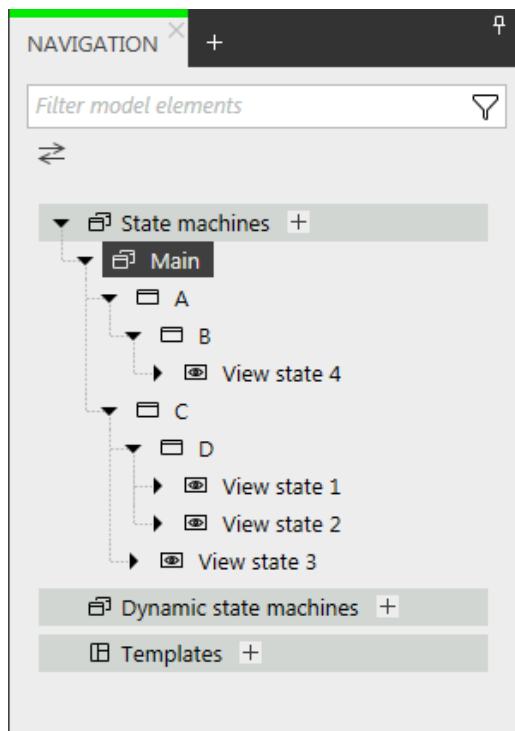 NAVIGATION
Filter model elements
State machines
Main
A
B
View state 4
C
D
View state 1
View state 2
View state 3
Dynamic state machines
Templates